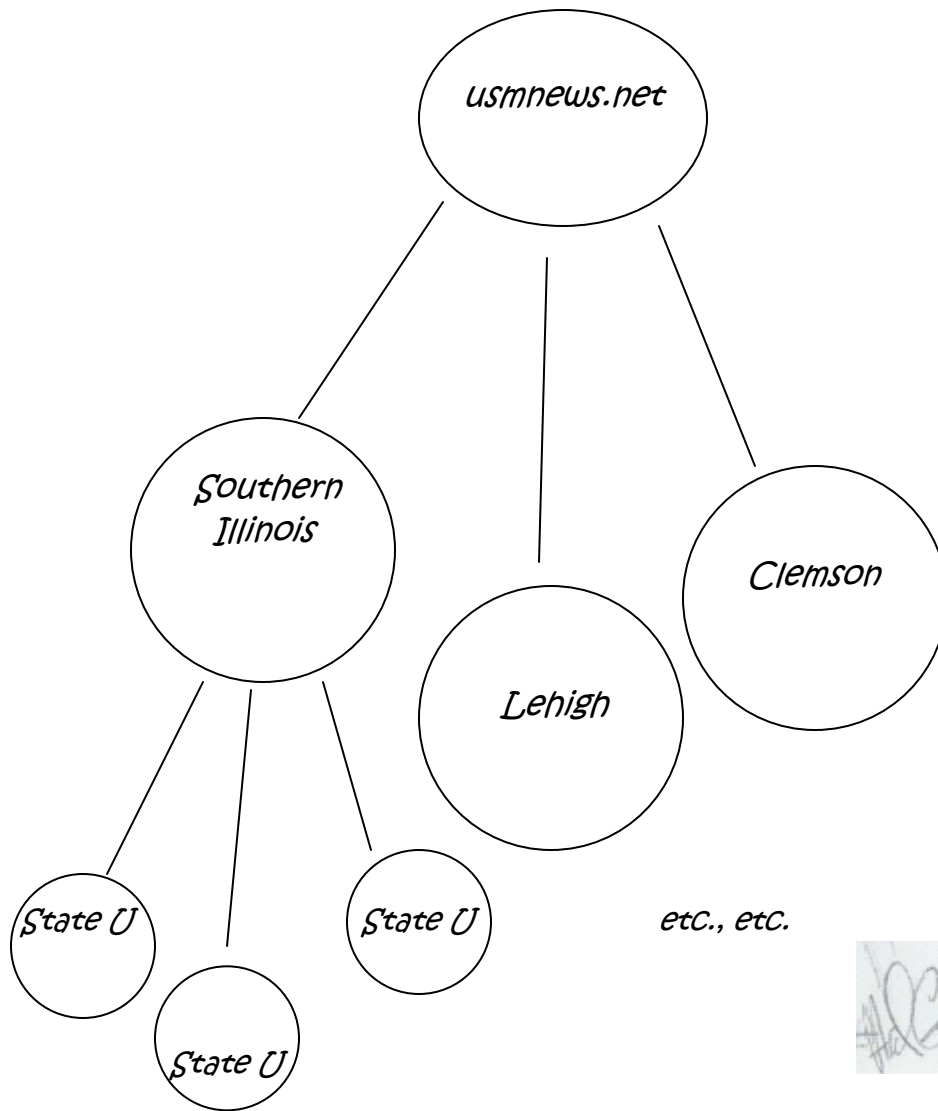 usmnews.net
Southern
Illinois
Clemson
Lehigh
State U
State U
State U
etc., etc.